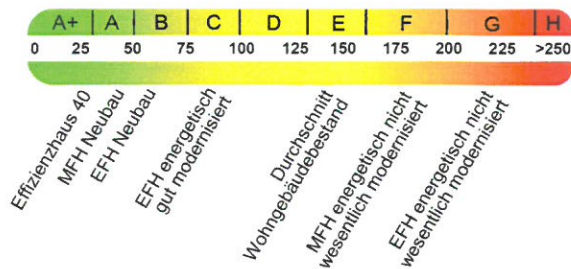 A+ A B C D E F G H
0 25 50 75 100 125 150 175 200 225 >250
Effizienzhaus 40
MFH Neubau
EFH Neubau
EFH energetisch
gut modernisiert
Durchschnitt
Wohngebäudebestand
MFH energetisch nicht
wesentlich modernisiert
EFH energetisch nicht
wesentlich modernisiert